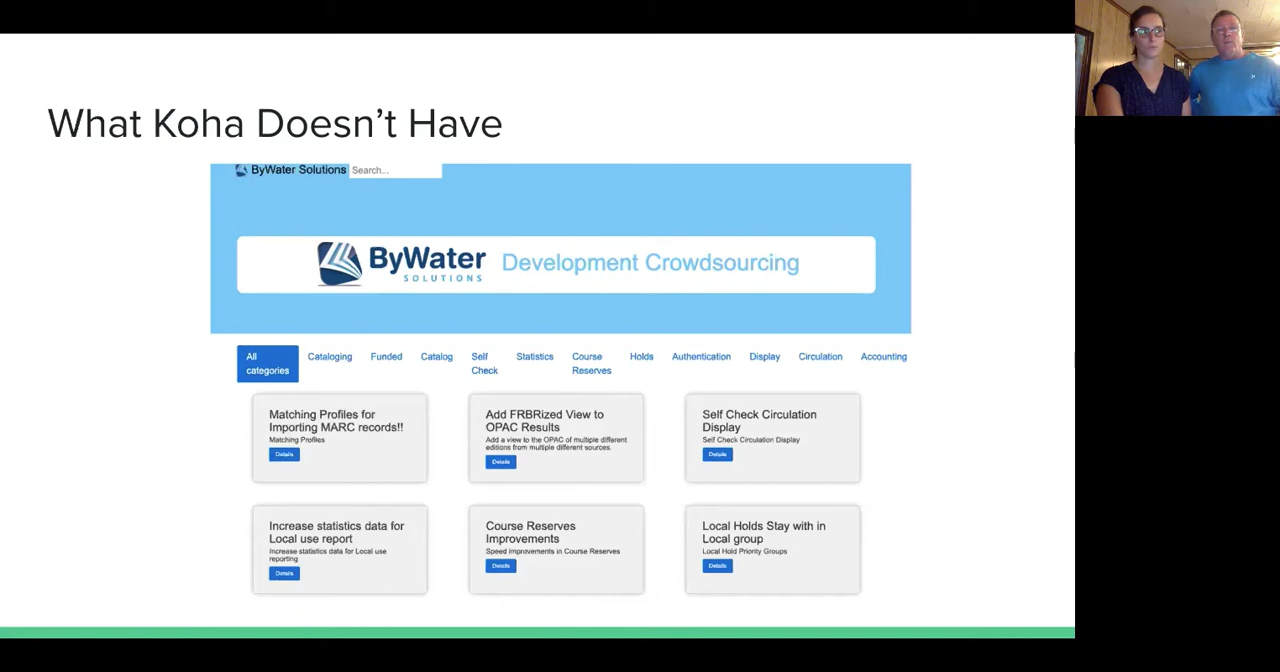 What Koha Doesn't Have
ByWater Solutions Search...
ByWater
SOLUTIONS
Development Crowdsourcing
All categories Cataloging Funded Catalog Self Check Statistics Course Reserves Holds Authentication Display Circulation Accounting
Matching Profiles for
Importing MARC records!!
Matching Profiles
Details
Add FRBRized View to
OPAC Results
Add a view to the OPAC of multiple different
editions from multiple different sources.
Details
Self Check Circulation
Display
Self Check Circulation Display
Details
Increase statistics data for
Local use report
Increase statistics data for Local use
reporting
Details
Course Reserves
Improvements
Speed improvements in Course Reserves
Details
Local Holds Stay with in
Local group
Local Hold Priority Groups
Details